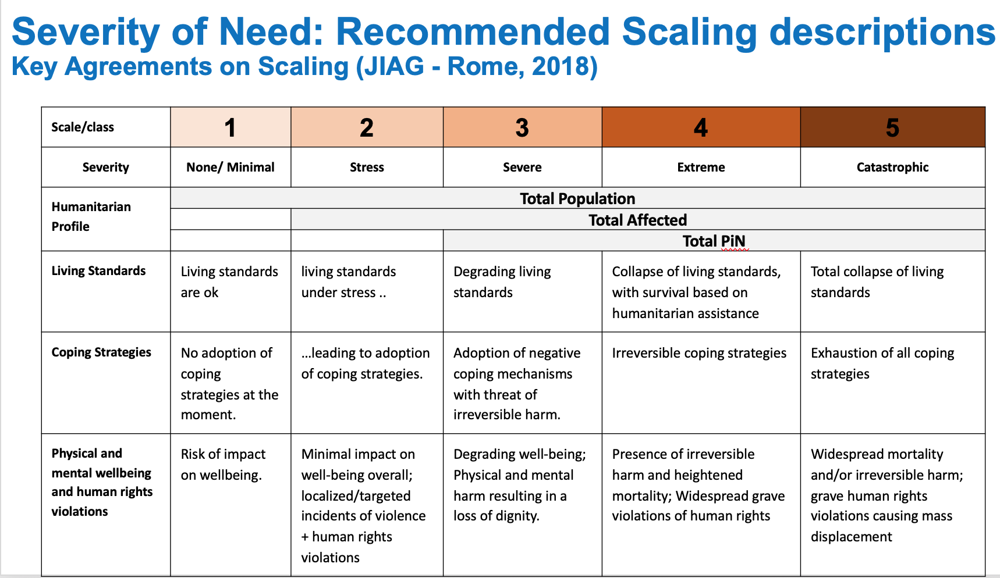 Severity of Need: Recommended Scaling descriptions
Key Agreements on Scaling (JIAG - Rome, 2018)
Scale/class
1
2
3
4
5
Severity
None/ Minimal
Stress
Severe
Extreme
Catastrophic
Humanitarian
Profile
Total Population
Total Affected
Total PiN
Living Standards
Living standards
are ok
living standards
under stress ..
Degrading living
standards
Collapse of living standards,
with survival based on
humanitarian assistance
Total collapse of living
standards
Coping Strategies
No adoption of
coping
strategies at the
moment.
...leading to adoption
of coping strategies.
Adoption of negative
coping mechanisms
with threat of
irreversible harm.
Irreversible coping strategies
Exhaustion of all coping
strategies
Physical and
mental wellbeing
and human rights
violations
Risk of impact
on wellbeing.
Minimal impact on
well-being overall;
localized/targeted
incidents of violence
+ human rights
violations
Degrading well-being;
Physical and mental
harm resulting in a
loss of dignity.
Presence of irreversible
harm and heightened
mortality; Widespread grave
violations of human rights
Widespread mortality
and/or irreversible harm;
grave human rights
violations causing mass
displacement